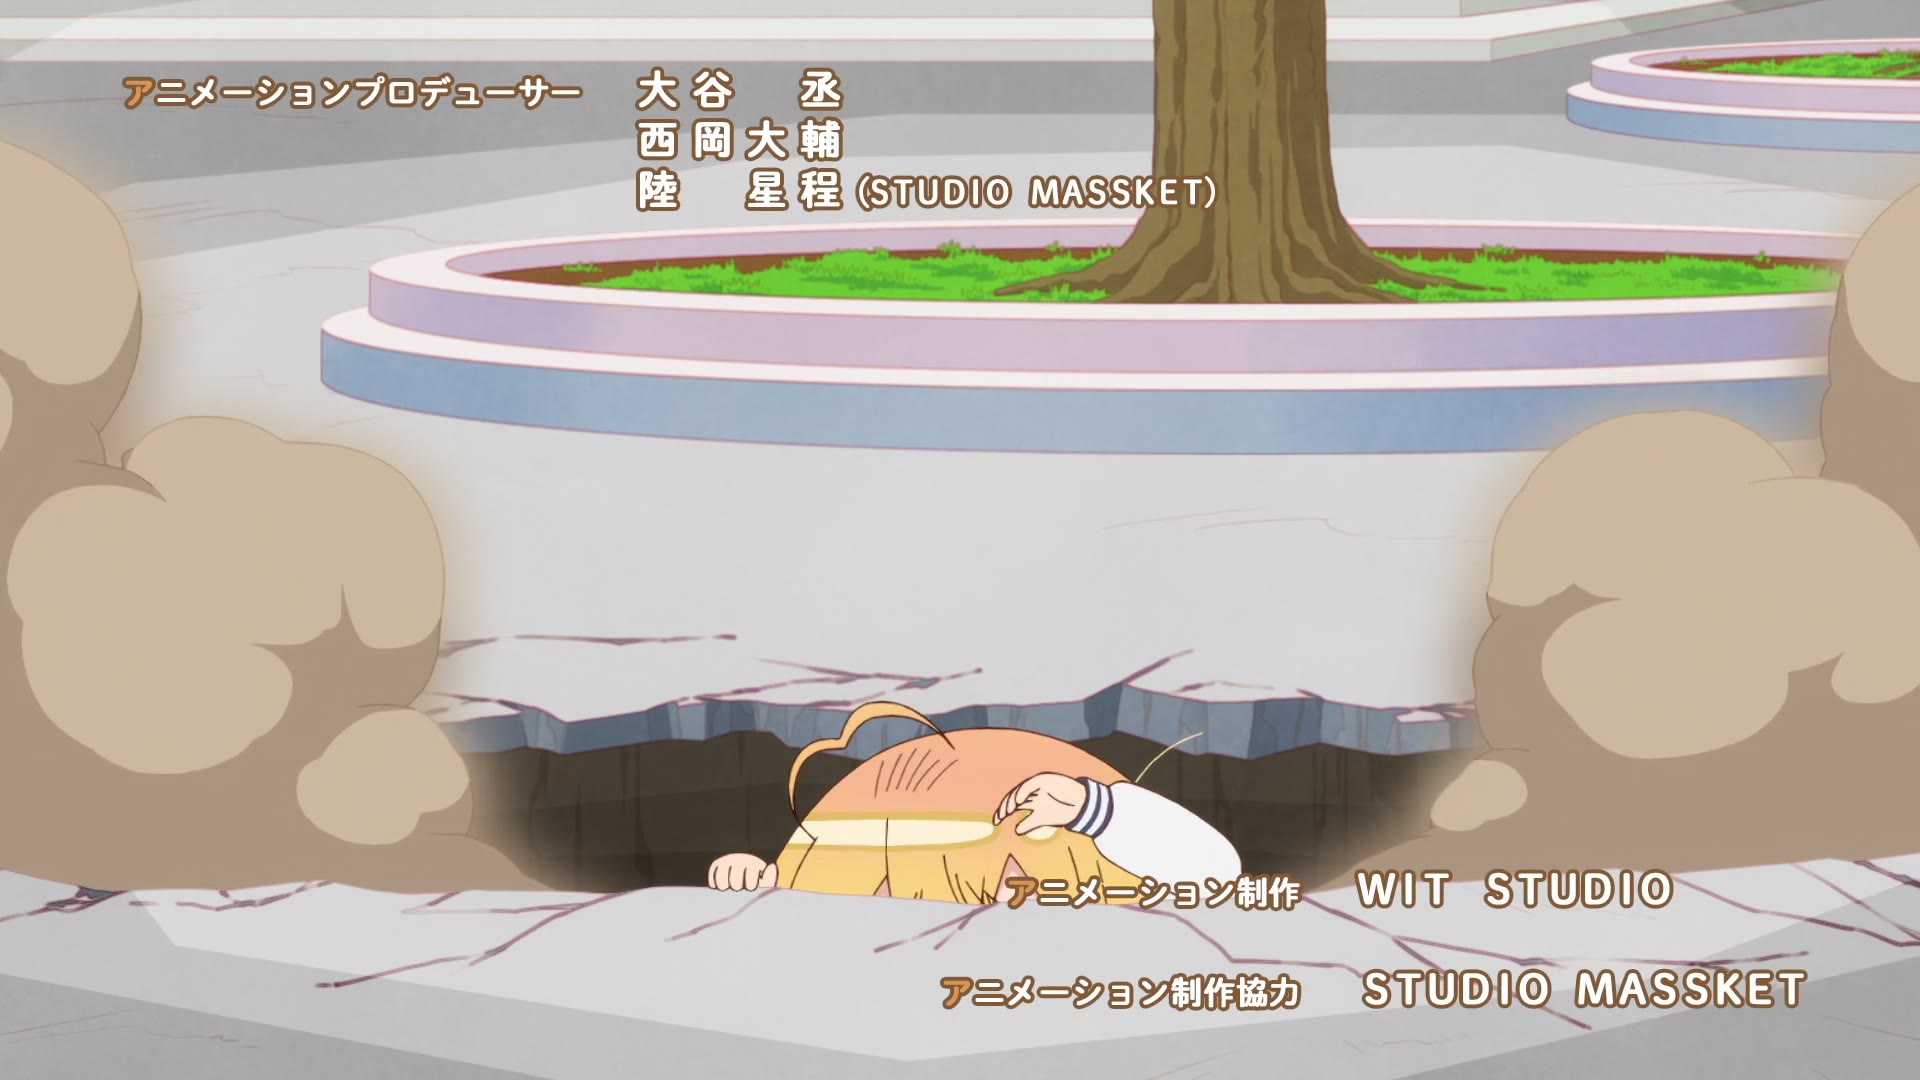 アニメーションプロデューサー 大谷 丞
西岡大輔
陸 星程(STUDIO MASSKET)
アニメーション制作 WIT STUDIO
アニメーション制作協力 STUDIO MASSKET